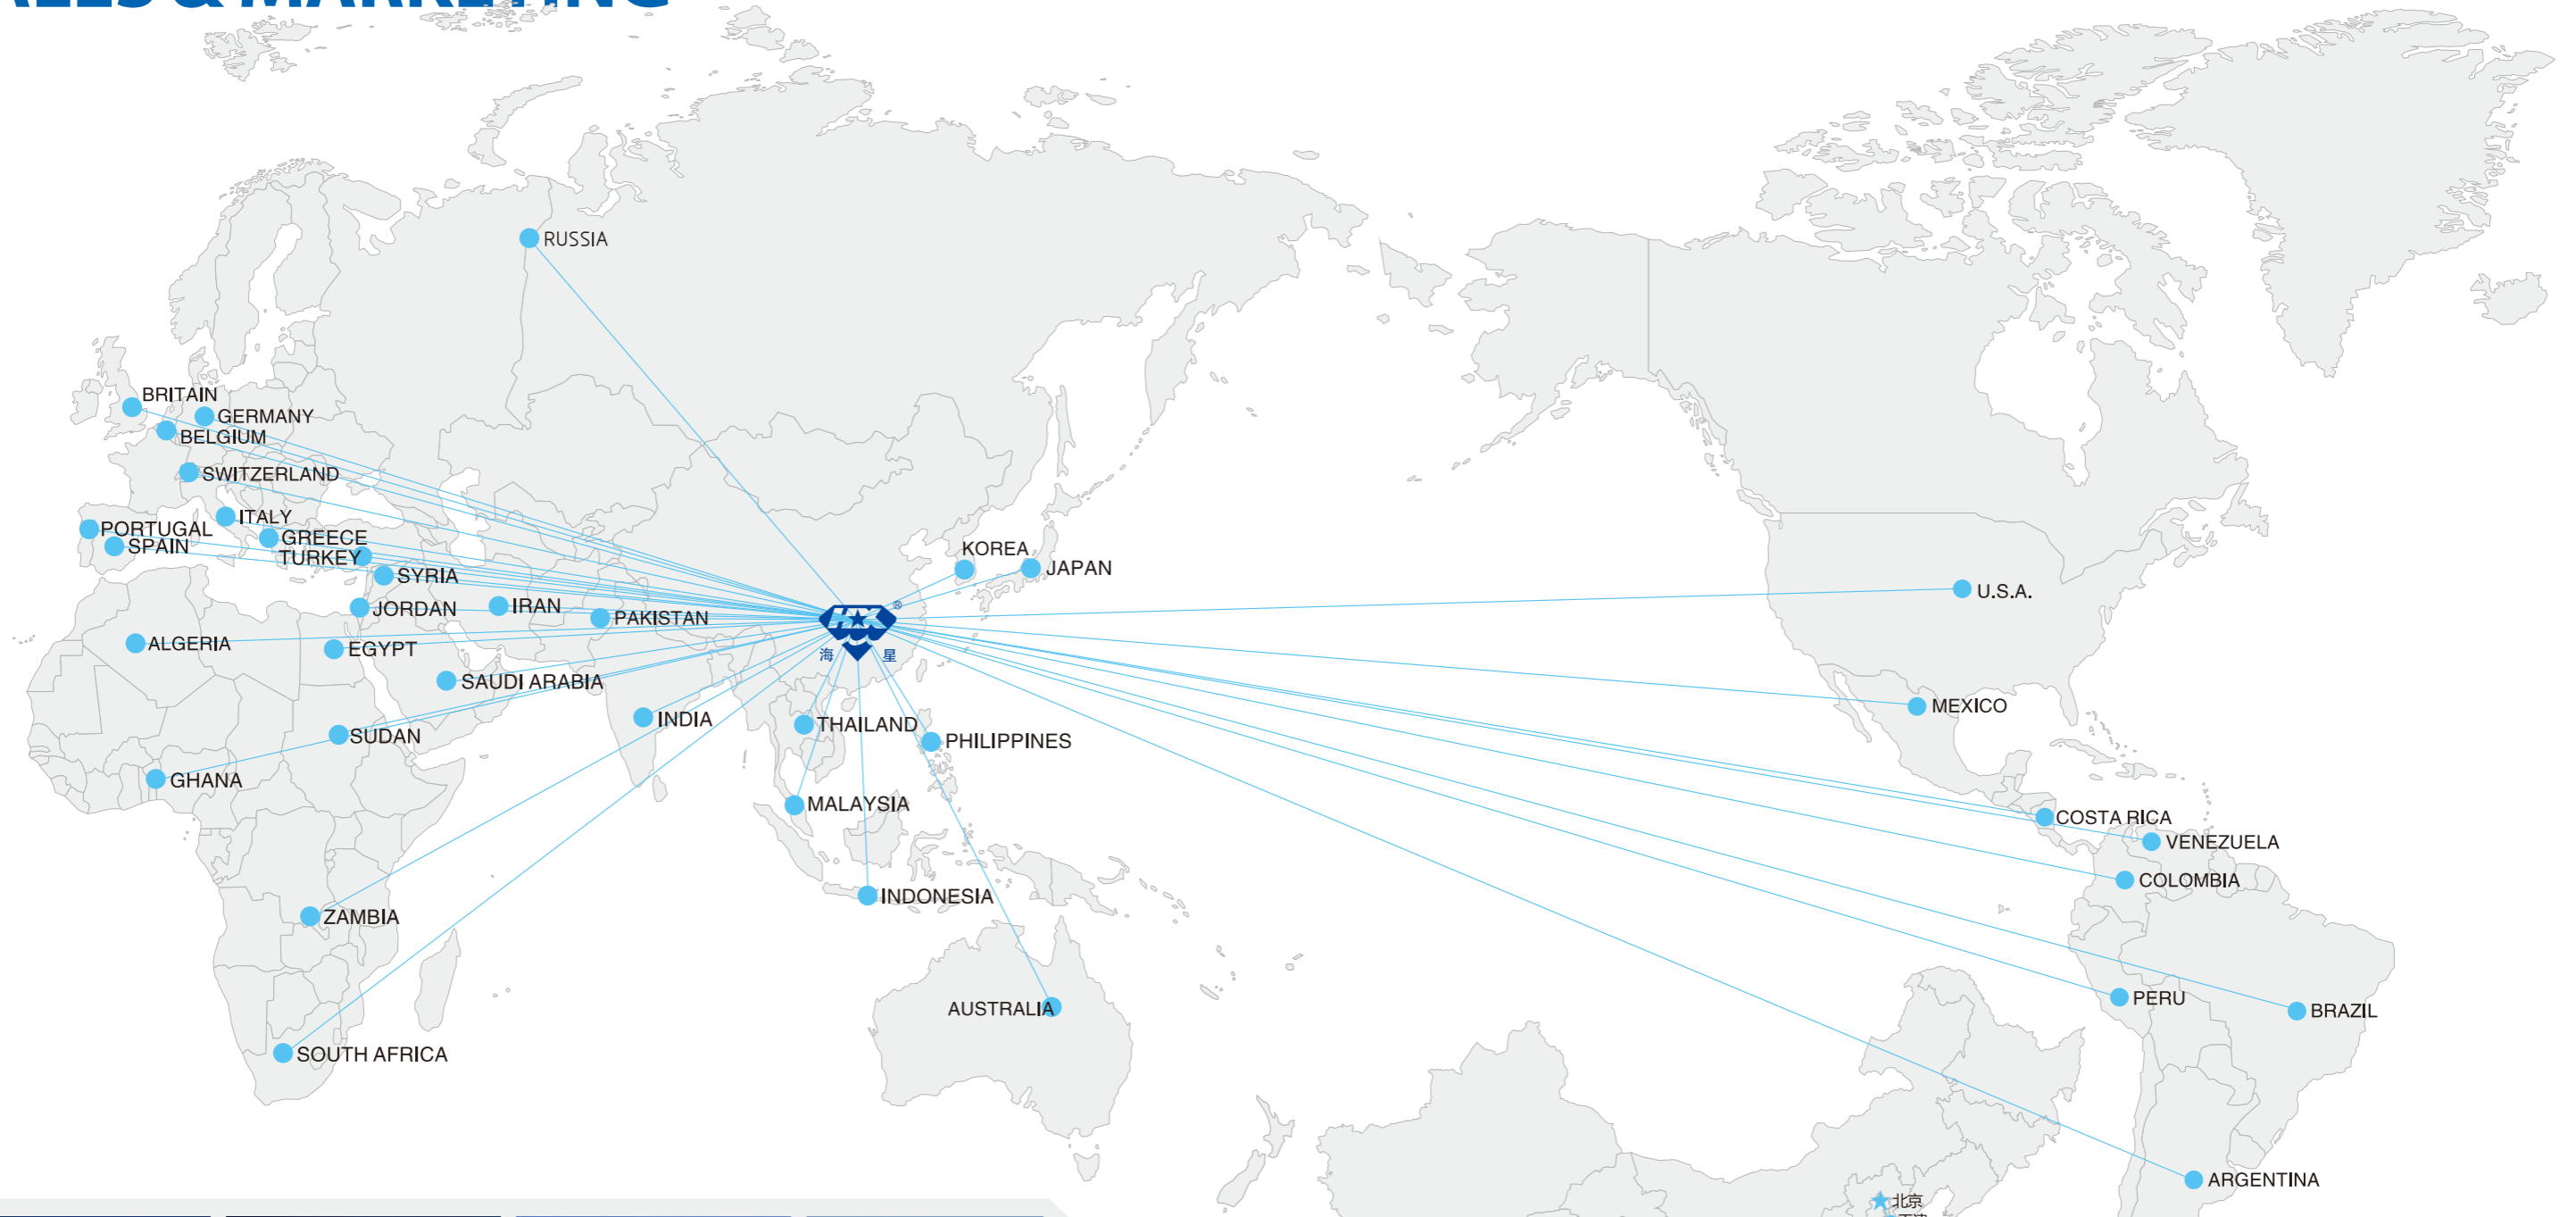 SALES & MARKETING
RUSSIA
BRITAIN
GERMANY
BELGIUM
SWITZERLAND
ITALY
PORTUGAL
GREECE
SPAIN
TURKEY
SYRIA
JORDAN
IRAN
PAKISTAN
ALGERIA
EGYPT
SAUDI ARABIA
SUDAN
GHANA
ZAMBIA
SOUTH AFRICA
INDIA
KOREA
JAPAN
®
海 星
THAILAND
PHILIPPINES
MALAYSIA
INDONESIA
AUSTRALIA
U.S.A.
MEXICO
COSTA RICA
VENEZUELA
COLOMBIA
PERU
BRAZIL
ARGENTINA
北京